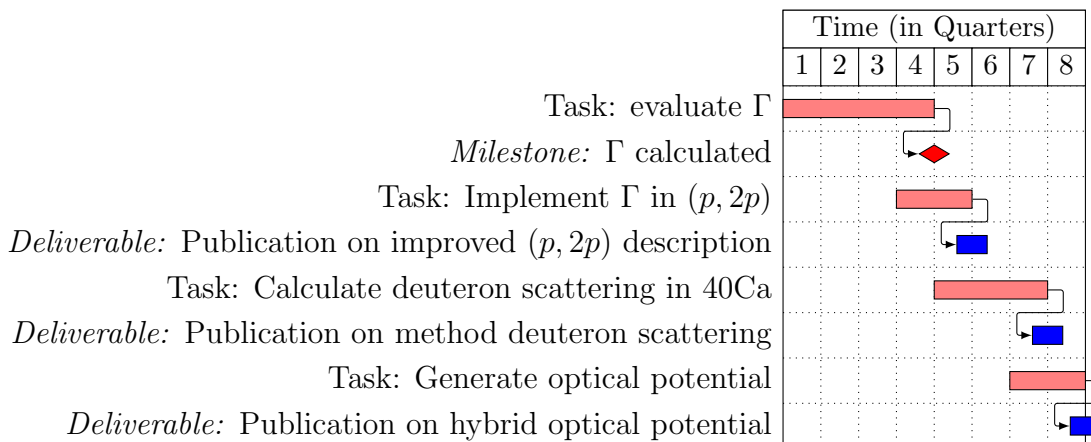 Time (in Quarters)
1 2 3 4 5 6 7 8
Task: evaluate Γ
Milestone: Γ calculated
Task: Implement Γ in (p, 2p)
Deliverable: Publication on improved (p, 2p) description
Task: Calculate deuteron scattering in 40Ca
Deliverable: Publication on method deuteron scattering
Task: Generate optical potential
Deliverable: Publication on hybrid optical potential